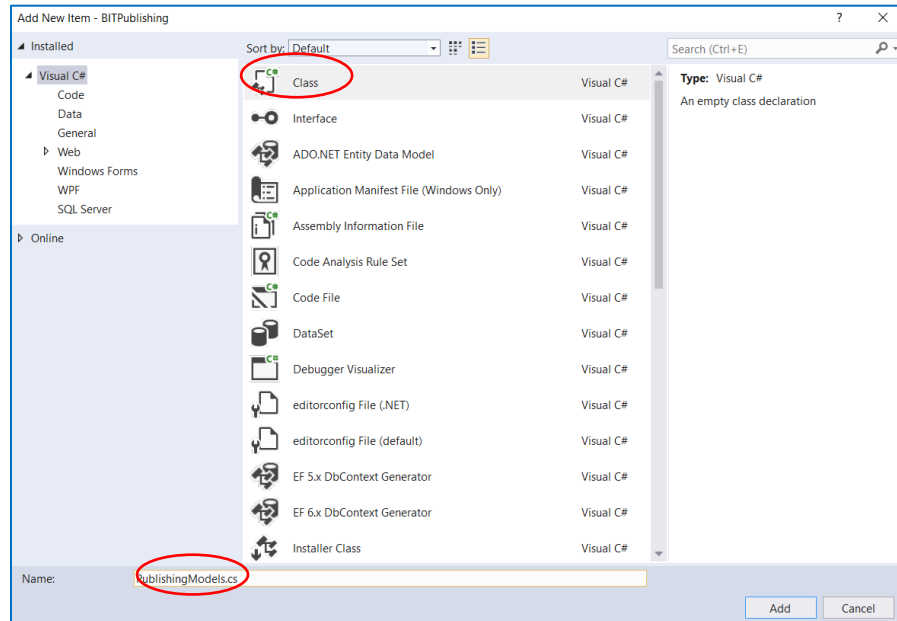 Add New Item - BITPublishing ? ×
Installed
Sort by: Default
Search (Ctrl+E)
Visual C#
Code
Data
General
Web
Windows Forms
WPF
SQL Server
Online
C# Class Visual C#
Interface Visual C#
ADO.NET Entity Data Model Visual C#
Application Manifest File (Windows Only) Visual C#
C# Assembly Information File Visual C#
Code Analysis Rule Set Visual C#
C# Code File Visual C#
DataSet Visual C#
C# Debugger Visualizer Visual C#
editorconfig File (.NET) Visual C#
editorconfig File (default) Visual C#
EF 5.x DbContext Generator Visual C#
EF 6.x DbContext Generator Visual C#
Installer Class Visual C#
Type: Visual C#
An empty class declaration
Name: PublishingModels.cs
Add Cancel